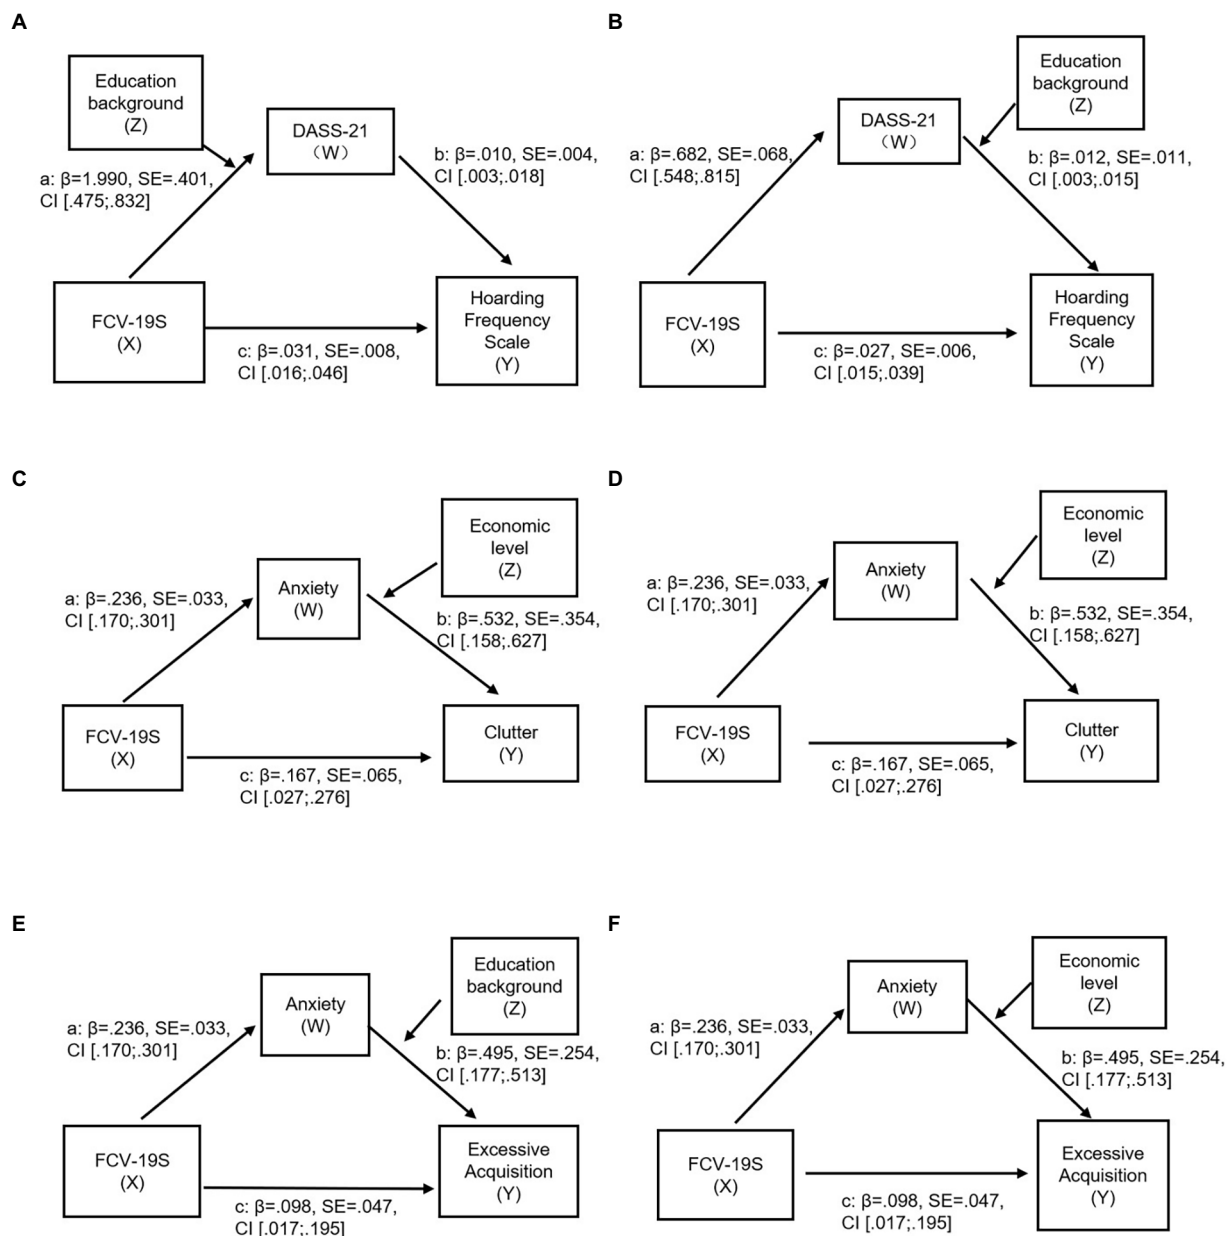 A
Education
background
(Z)
DASS-21
（W）
a: β=1.990, SE=.401,
CI [.475;.832]
b: β=.010, SE=.004,
CI [.003;.018]
FCV-19S
(X)
Hoarding
Frequency
Scale
(Y)
c: β=.031, SE=.008,
CI [.016;.046]
B
Education
background
(Z)
DASS-21
（W）
a: β=.682, SE=.068,
CI [.548;.815]
b: β=.012, SE=.011,
CI [.003;.015]
FCV-19S
(X)
Hoarding
Frequency
Scale
(Y)
c: β=.027, SE=.006,
CI [.015;.039]
C
Economic
level
(Z)
Anxiety
(W)
a: β=.236, SE=.033,
CI [.170;.301]
b: β=.532, SE=.354,
CI [.158;.627]
FCV-19S
(X)
Clutter
(Y)
c: β=.167, SE=.065,
CI [.027;.276]
D
Economic
level
(Z)
Anxiety
(W)
a: β=.236, SE=.033,
CI [.170;.301]
b: β=.532, SE=.354,
CI [.158;.627]
FCV-19S
(X)
Clutter
(Y)
c: β=.167, SE=.065,
CI [.027;.276]
E
Education
background
(Z)
Anxiety
(W)
a: β=.236, SE=.033,
CI [.170;.301]
b: β=.495, SE=.254,
CI [.177;.513]
FCV-19S
(X)
Excessive
Acquisition
(Y)
c: β=.098, SE=.047,
CI [.017;.195]
F
Economic
level
(Z)
Anxiety
(W)
a: β=.236, SE=.033,
CI [.170;.301]
b: β=.495, SE=.254,
CI [.177;.513]
FCV-19S
(X)
Excessive
Acquisition
(Y)
c: β=.098, SE=.047,
CI [.017;.195]